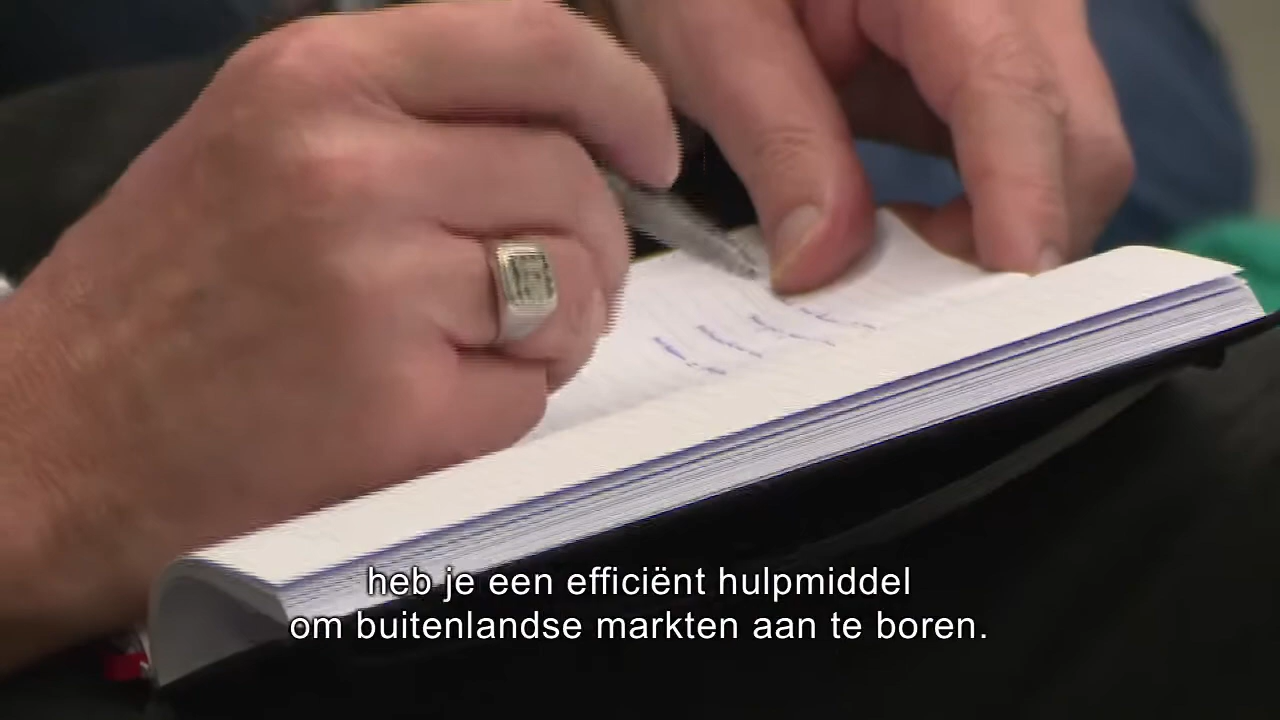 heb je een efficiënt hulpmiddel
om buitenlandse markten aan te boren.